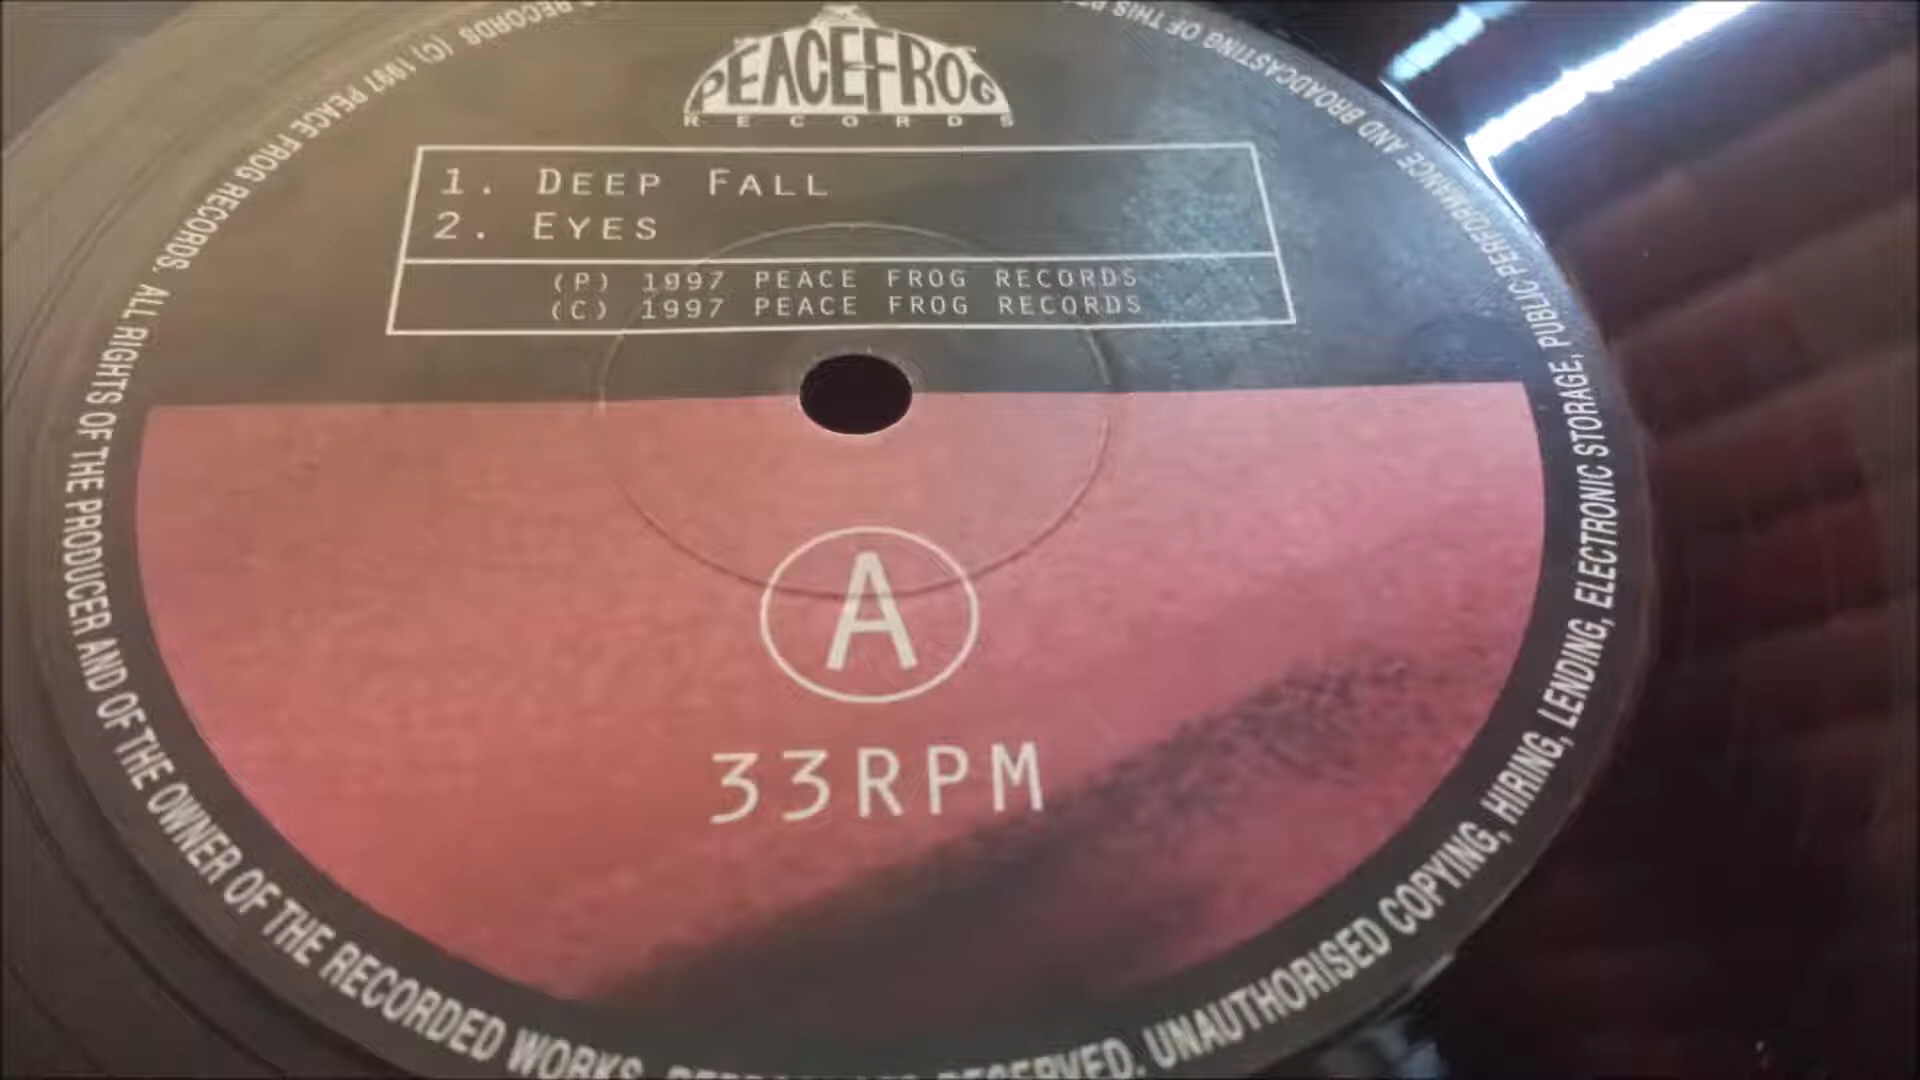 PEACEFROG
RECORDS
1. DEEP FALL
2. EYES
(P) 1997 PEACE FROG RECORDS
(C) 1997 PEACE FROG RECORDS
A
33RPM
RECORDS (C) 1997 PEACE FROG RECORDS. ALL RIGHTS OF THE PRODUCER AND OF THE OWNER OF THE RECORDED WORKS. RESERVED. UNAUTHORISED COPYING, HIRING, LENDING, ELECTRONIC STORAGE, PUBLIC PERFORMANCE AND BROADCASTING OF THIS